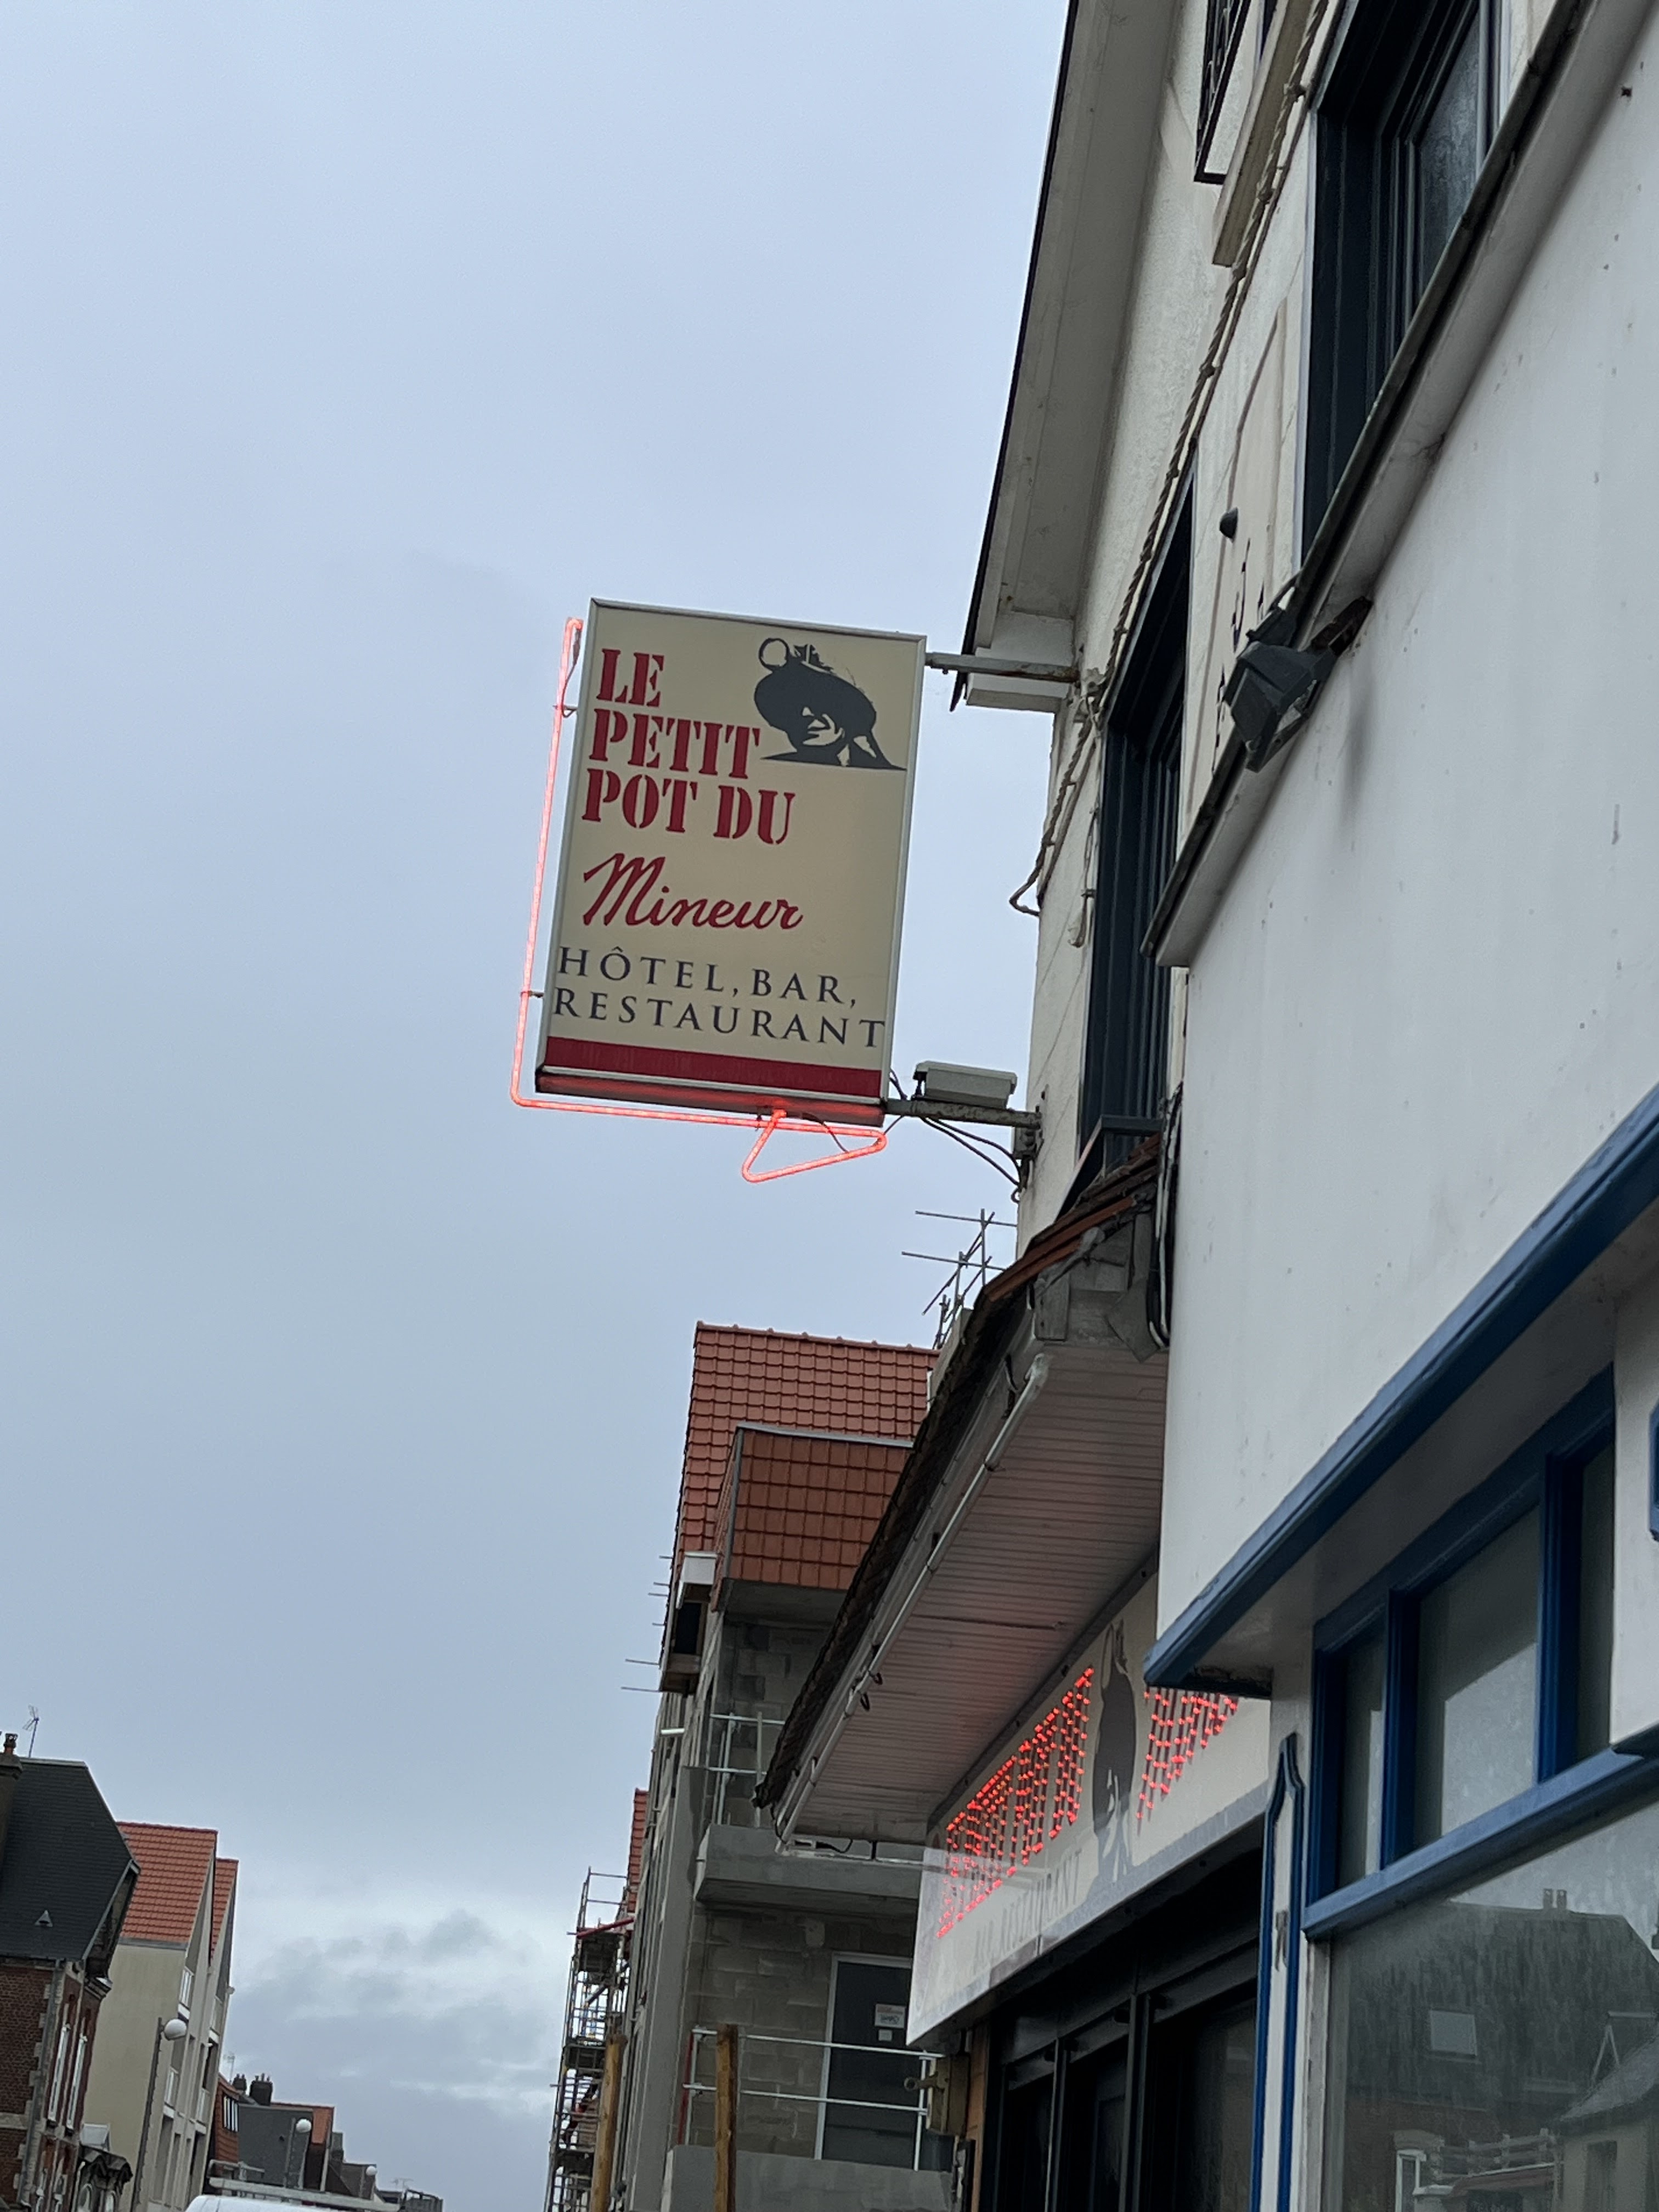 LE
PETIT
POT DU
Mineur
HÔTEL, BAR,
RESTAURANT